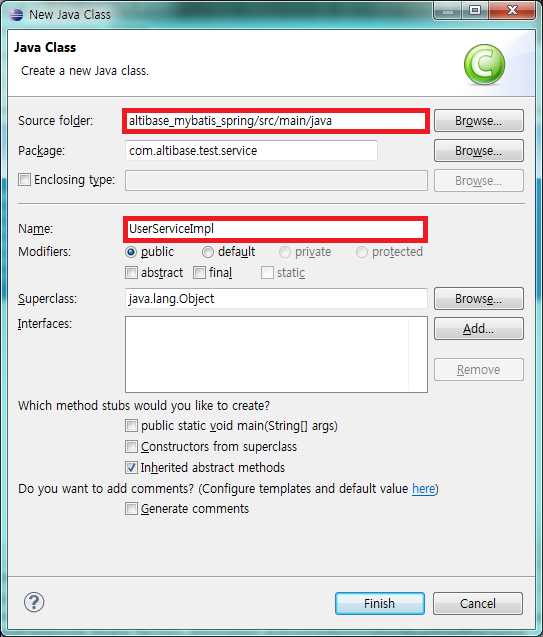 New Java Class
Java Class
Create a new Java class.
Source folder: altibase_mybatis_spring/src/main/java Browse...
Package: com.altibase.test.service Browse...
Enclosing type: Browse...
Name: UserServiceImpl
Modifiers: public default private protected
abstract final static
Superclass: java.lang.Object Browse...
Interfaces: Add...
Remove
Which method stubs would you like to create?
public static void main(String[] args)
Constructors from superclass
Inherited abstract methods
Do you want to add comments? (Configure templates and default value here)
Generate comments
? Finish Cancel